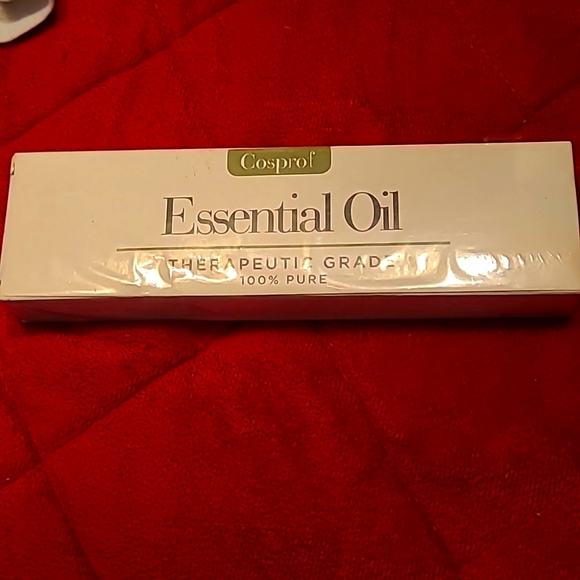 Cosprof
Essential Oil
THERAPEUTIC GRADE
100% PURE